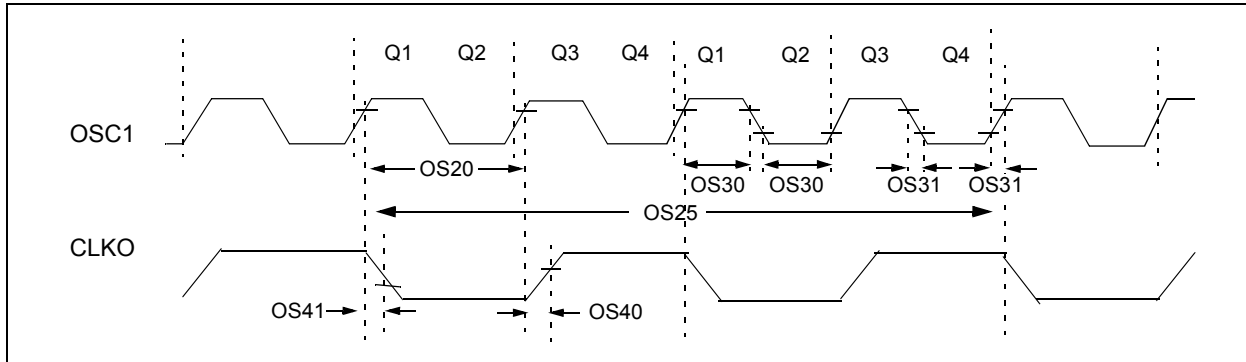 Q1 Q2 Q3 Q4 Q1 Q2 Q3 Q4
OSC1
OS20
OS30 OS30 OS31 OS31
OS25
CLKO
OS41 OS40